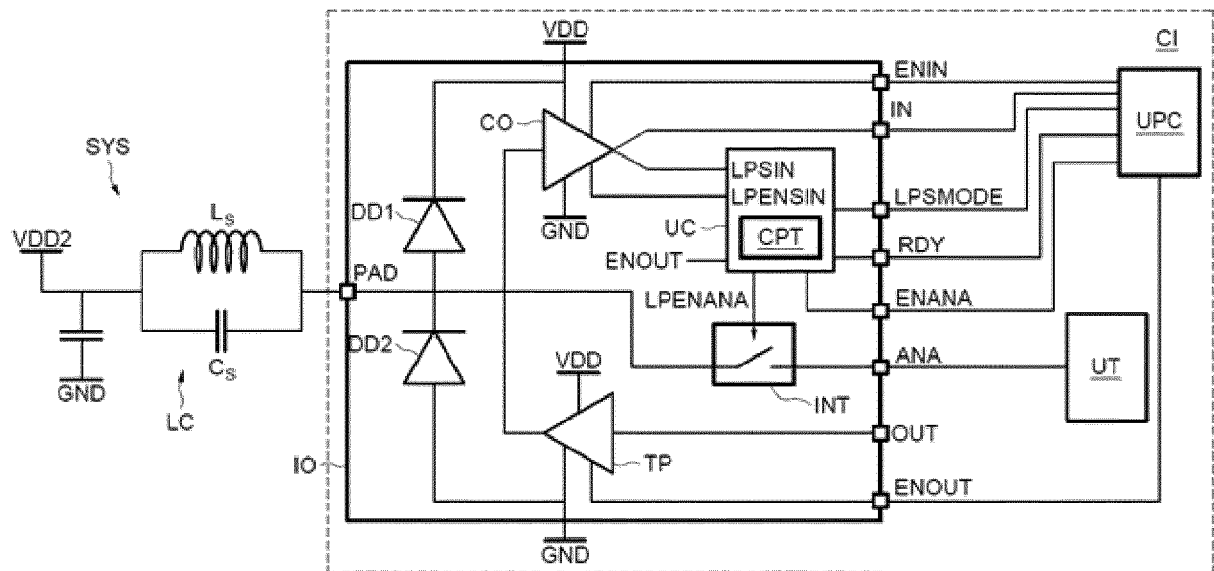 VDD
CI
ENIN
IN
UPC
CO
SYS
LPSIN
LPENSIN
LPSMODE
DD1
GND
UC
CPT
LS
VDD2
ENOUT
RDY
PAD
LPENANA
ENANA
DD2
CS
VDD
ANA
UT
GND
INT
LC
OUT
IO
TP
ENOUT
GND